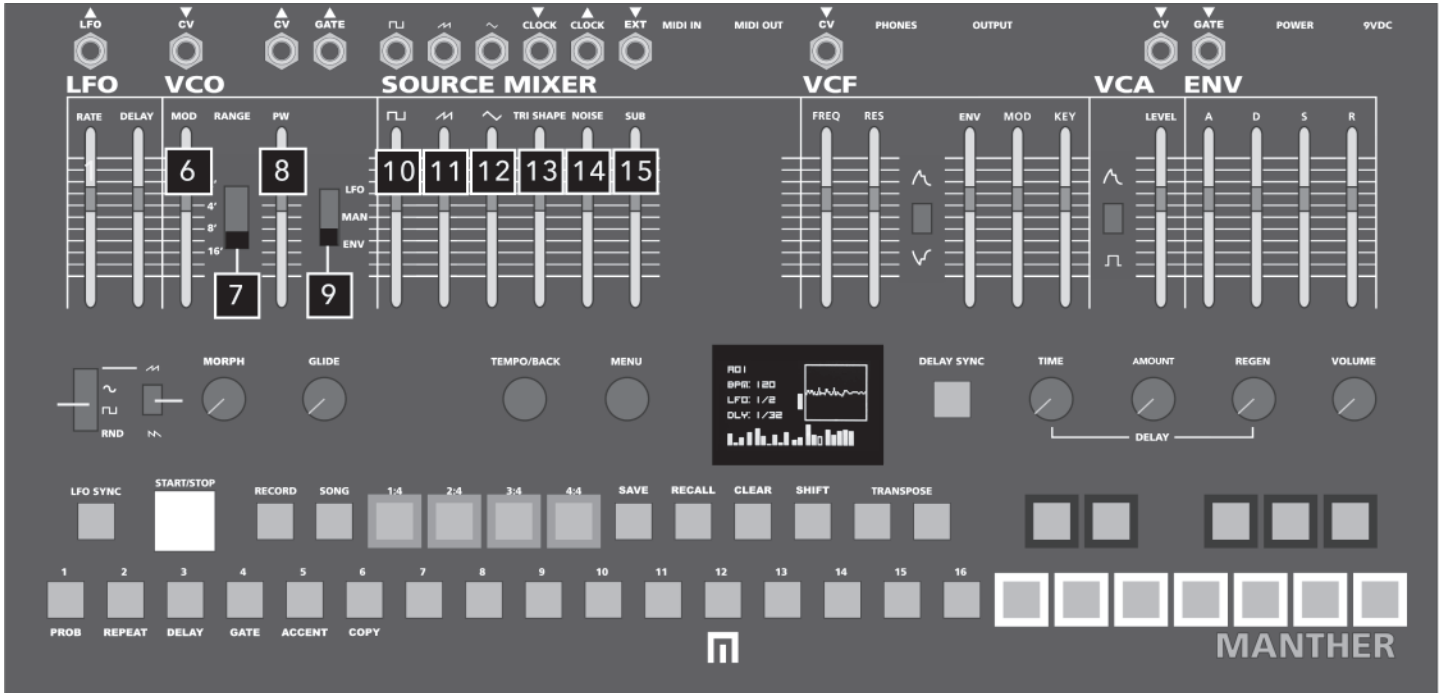 LFO CV CV GATE CLOCK CLOCK EXT MIDI IN MIDI OUT CV PHONES OUTPUT CV GATE POWER 9VDC
LFO VCO SOURCE MIXER VCF VCA ENV
RATE DELAY MOD RANGE PW TRI SHAPE NOISE SUB FREQ RES ENV MOD KEY LEVEL A D S R
1 6 8 10 11 12 13 14 15
LFO
4'
MAN
8'
ENV
16'
7 9
MORPH GLIDE TEMPO/BACK MENU DELAY SYNC TIME AMOUNT REGEN VOLUME
A01
BPM: 120
LFO: 1/2
DLY: 1/32
RND
DELAY
LFO SYNC START/STOP RECORD SONG 1:4 2:4 3:4 4:4 SAVE RECALL CLEAR SHIFT TRANSPOSE
1 2 3 4 5 6 7 8 9 10 11 12 13 14 15 16
PROB REPEAT DELAY GATE ACCENT COPY
MANTHER